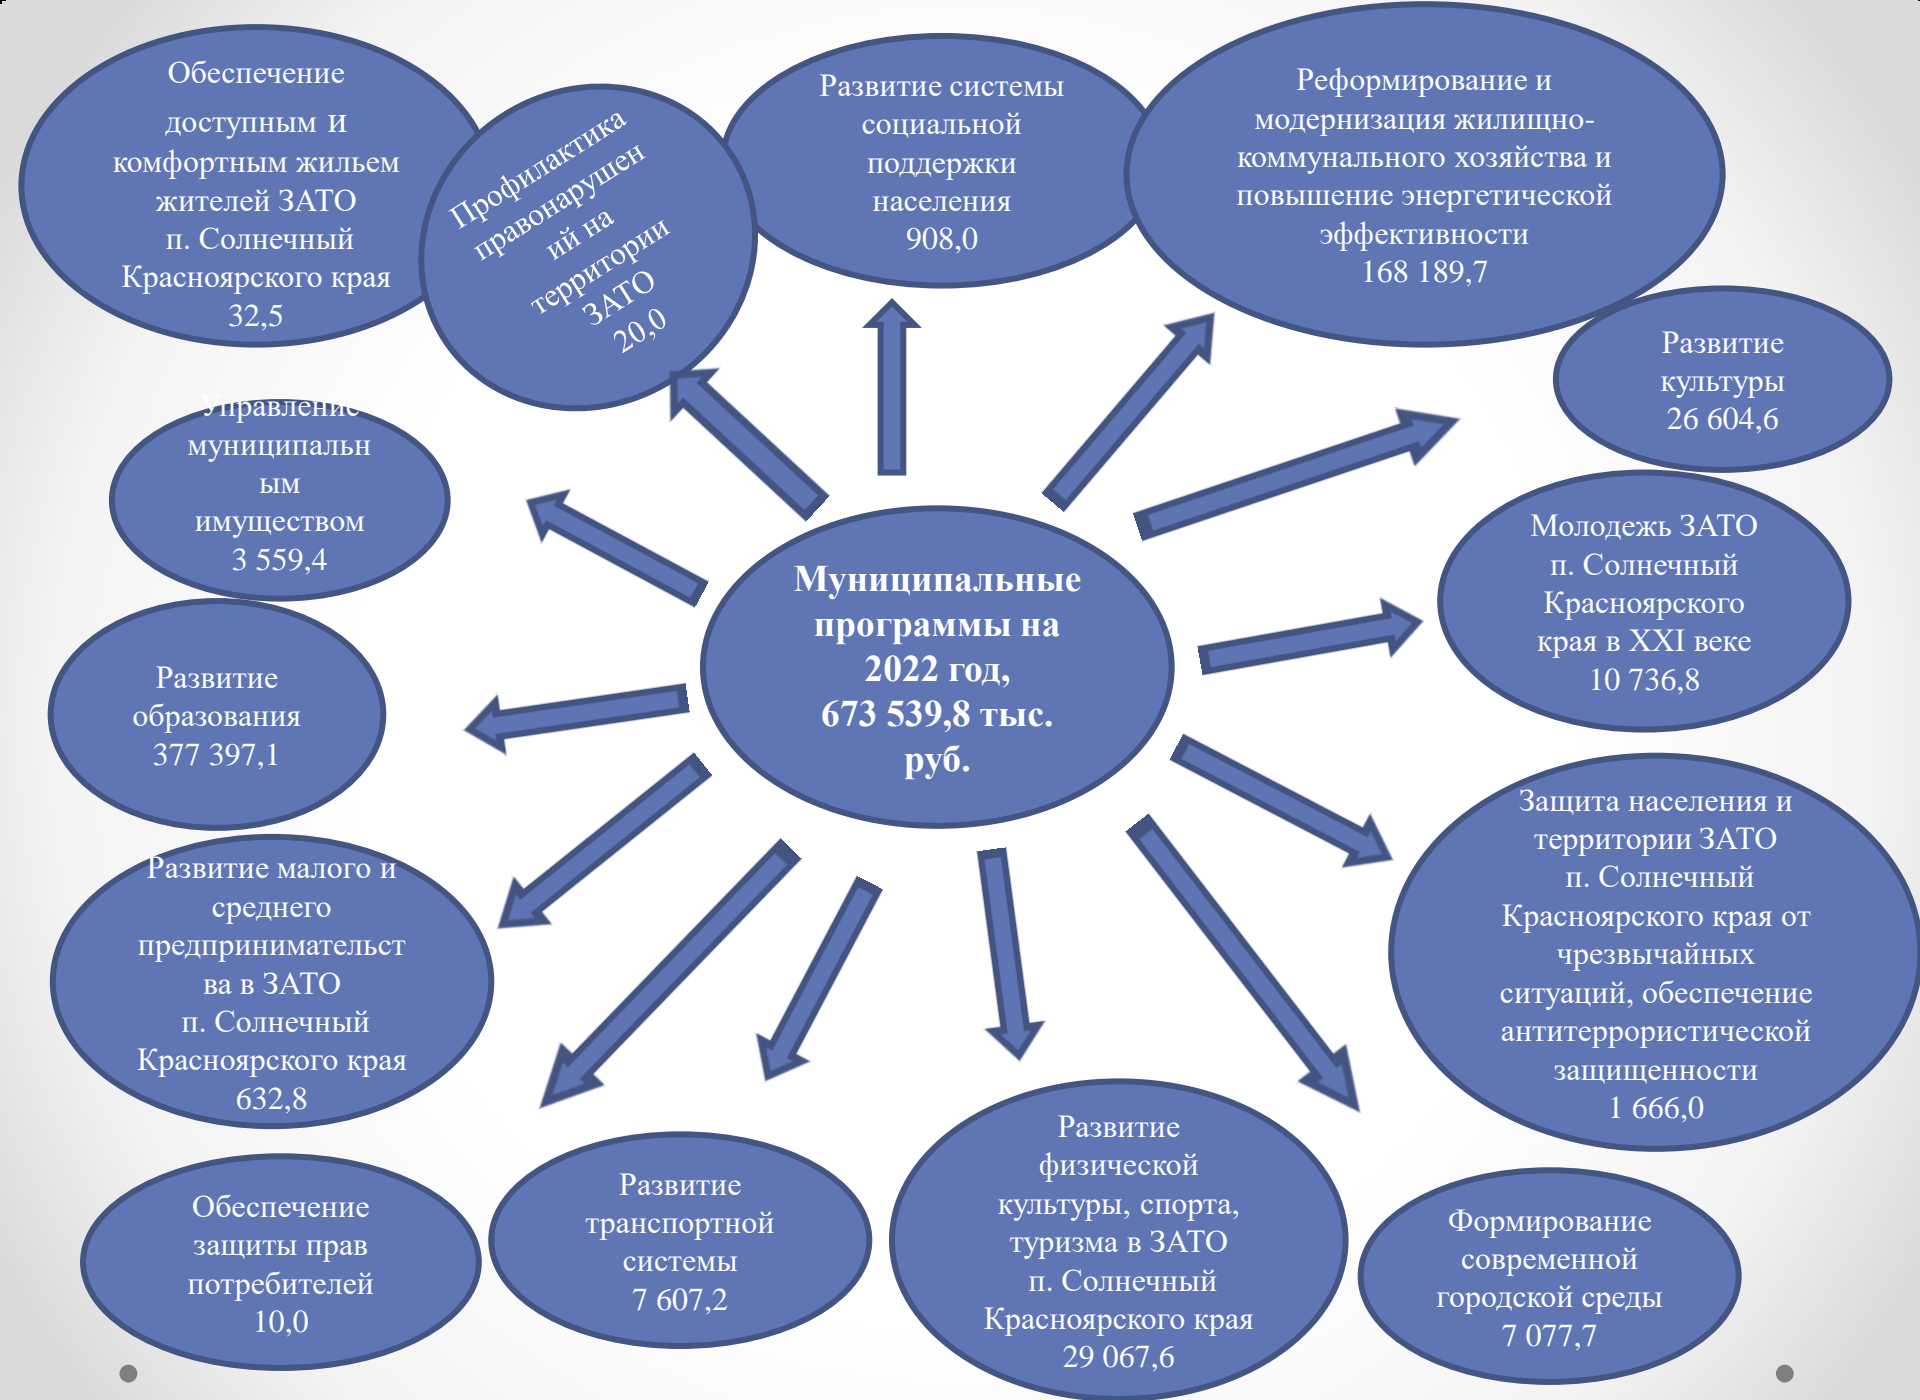 Обеспечение
доступным и
комфортным жильем
жителей ЗАТО
п. Солнечный
Красноярского края
32,5
Профилактика
правонарушен
ий на
территории
ЗАТО
20,0
Развитие системы
социальной
поддержки
населения
908,0
Реформирование и
модернизация жилищно-
коммунального хозяйства и
повышение энергетической
эффективности
168 189,7
Развитие
культуры
26 604,6
Управление
муниципальн
ым
имуществом
3 559,4
Молодежь ЗАТО
п. Солнечный
Красноярского
края в XXI веке
10 736,8
Муниципальные
программы на
2022 год,
673 539,8 тыс.
руб.
Развитие
образования
377 397,1
Защита населения и
территории ЗАТО
п. Солнечный
Красноярского края от
чрезвычайных
ситуаций, обеспечение
антитеррористической
защищенности
1 666,0
Развитие малого и
среднего
предпринимательст
ва в ЗАТО
п. Солнечный
Красноярского края
632,8
Обеспечение
защиты прав
потребителей
10,0
Развитие
транспортной
системы
7 607,2
Развитие
физической
культуры, спорта,
туризма в ЗАТО
п. Солнечный
Красноярского края
29 067,6
Формирование
современной
городской среды
7 077,7